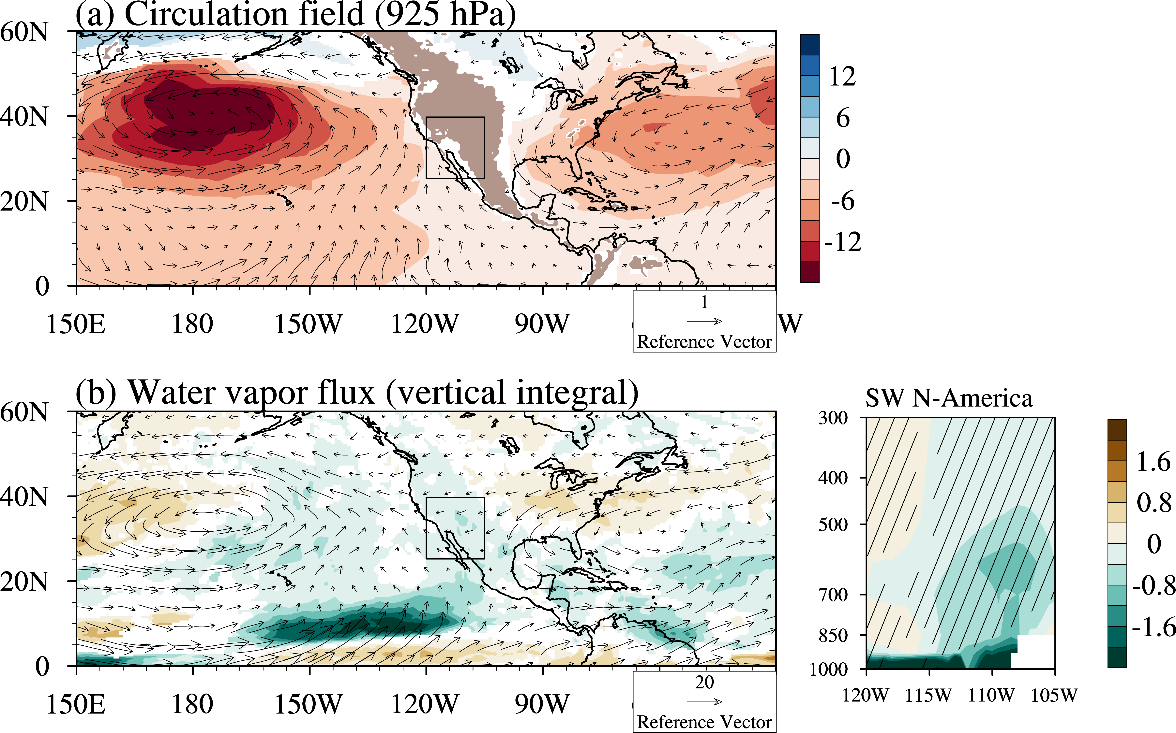 (a) Circulation field (925 hPa)
60N
40N
20N
0
150E 180 150W 120W 90W W
1
Reference Vector
12
6
0
-6
-12
(b) Water vapor flux (vertical integral)
60N
40N
20N
0
150E 180 150W 120W 90W
20
Reference Vector
SW N-America
300
400
500
700
850
1000
120W 115W 110W 105W
1.6
0.8
0
-0.8
-1.6